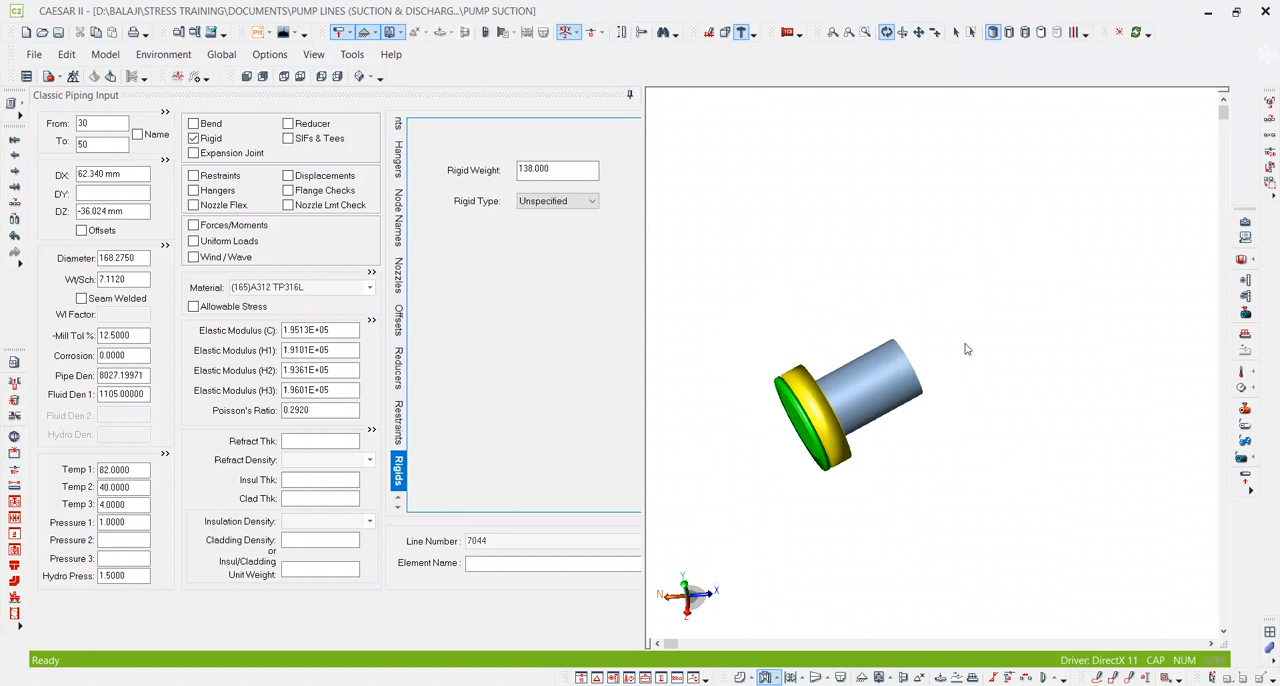 CAESAR II - [D:\BALAJI\STRESS TRAINING\DOCUMENTS\PUMP LINES (SUCTION & DISCHARG...\PUMP SUCTION]
File Edit Model Environment Global Options View Tools Help
Classic Piping Input
From: 30
To: 50
Name
DX: 62.340 mm
DY:
DZ: -36.024 mm
Offsets
Diameter: 168.2750
Wt/Sch: 7.1120
Seam Welded
WI Factor:
-Mill Tol %: 12.5000
Corrosion: 0.0000
Pipe Den: 8027.19971
Fluid Den 1: 1105.00000
Fluid Den 2:
Hydro Den:
Temp 1: 82.0000
Temp 2: 40.0000
Temp 3: 4.0000
Pressure 1: 1.0000
Pressure 2:
Pressure 3:
Hydro Press: 1.5000
Bend Reducer
Rigid SIFs & Tees
Expansion Joint
Restraints Displacements
Hangers Flange Checks
Nozzle Flex. Nozzle Lmt Check
Forces/Moments
Uniform Loads
Wind / Wave
Material: (165)A312 TP316L
Allowable Stress
Elastic Modulus (C): 1.9513E+05
Elastic Modulus (H1): 1.9101E+05
Elastic Modulus (H2): 1.9361E+05
Elastic Modulus (H3): 1.9601E+05
Poisson's Ratio: 0.2920
Refract Thk:
Refract Density:
Insul Thk:
Clad Thk:
Insulation Density:
Cladding Density:
or
Insul/Cladding
Unit Weight:
nts
Hangers
Node Names
Nozzles
Offsets
Reducers
Restraints
Rigids
Rigid Weight: 138.000
Rigid Type: Unspecified
Line Number: 7044
Element Name:
Y
N X
Z
Ready
Driver: DirectX 11 CAP NUM